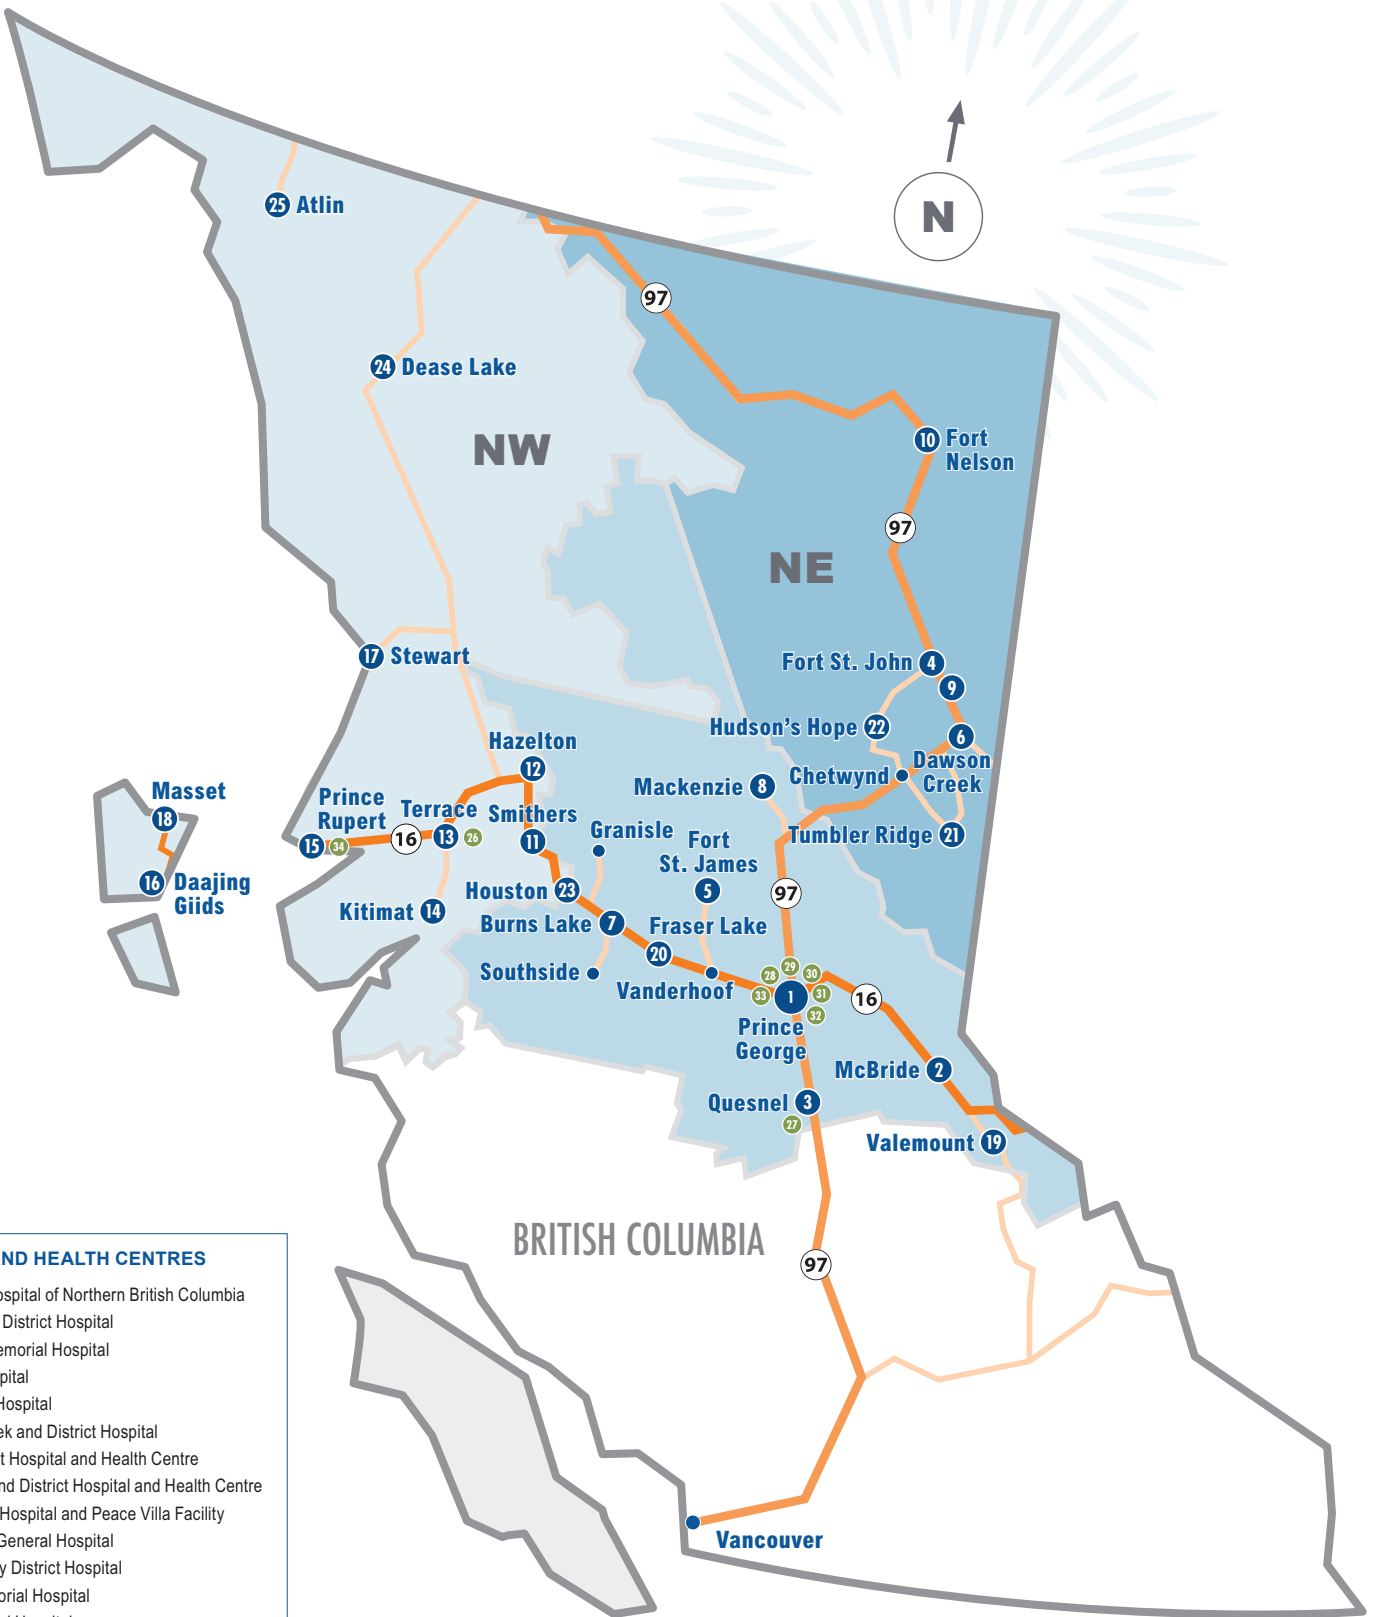 N
25 Atlin
97
24 Dease Lake
NW
10 Fort
Nelson
97
NE
17 Stewart
Fort St. John 4
9
Hudson's Hope 22
6
Dawson
Creek
Hazelton
12
Chetwynd
Mackenzie 8
Masset
18
Prince
Rupert
15
34
16
Terrace
13
26
Smithers
11
Granisle
Fort
St. James
5
Tumbler Ridge 21
16 Daajing
Giids
97
Houston 23
Kitimat 14
Burns Lake 7
Fraser Lake
20
Southside
Vanderhoof
28
29
30
33
1
31
32
16
Prince
George
McBride 2
Quesnel 3
27
Valemount 19
BRITISH COLUMBIA
97
Vancouver
ND HEALTH CENTRES
ospital of Northern British Columbia
District Hospital
emorial Hospital
pital
Hospital
ek and District Hospital
t Hospital and Health Centre
nd District Hospital and Health Centre
Hospital and Peace Villa Facility
General Hospital
y District Hospital
orial Hospital